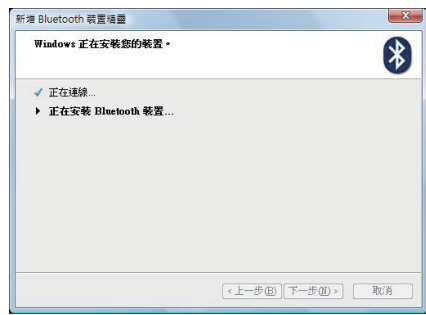 新增 Bluetooth 裝置精靈
Windows 正在安裝您的裝置。
正在連線...
正在安裝 Bluetooth 裝置...
<上一步(B) 下一步(N)> 取消